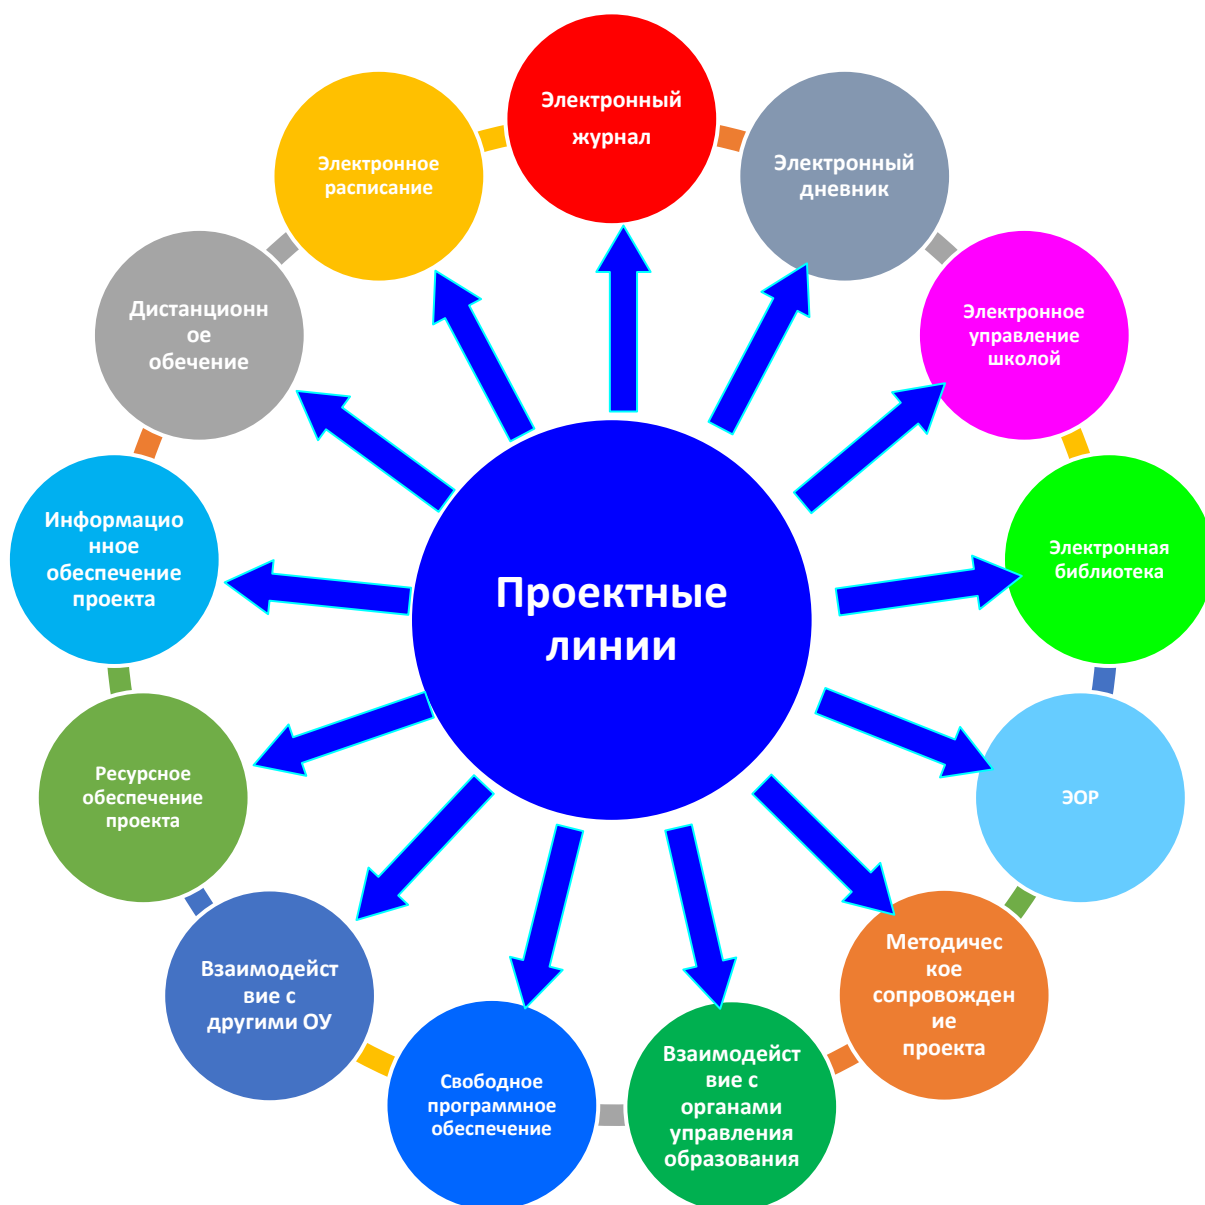 Электронный
журнал
Электронный
дневник
Электронное
управление
школой
Электронная
библиотека
ЭОР
Методичес
кое
сопровожден
ие
проекта
Взаимодейст
вие с
органами
управления
образования
Свободное
программное
обеспечение
Взаимодейст
вие с
другими ОУ
Ресурсное
обеспечение
проекта
Информацио
нное
обеспечение
проекта
Дистанционн
ое
обечение
Электронное
расписание
Проектные
линии